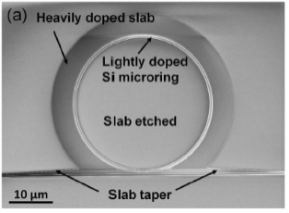 (a)
Heavily doped slab
Lightly doped
Si microring
Slab etched
Slab taper
10 μm